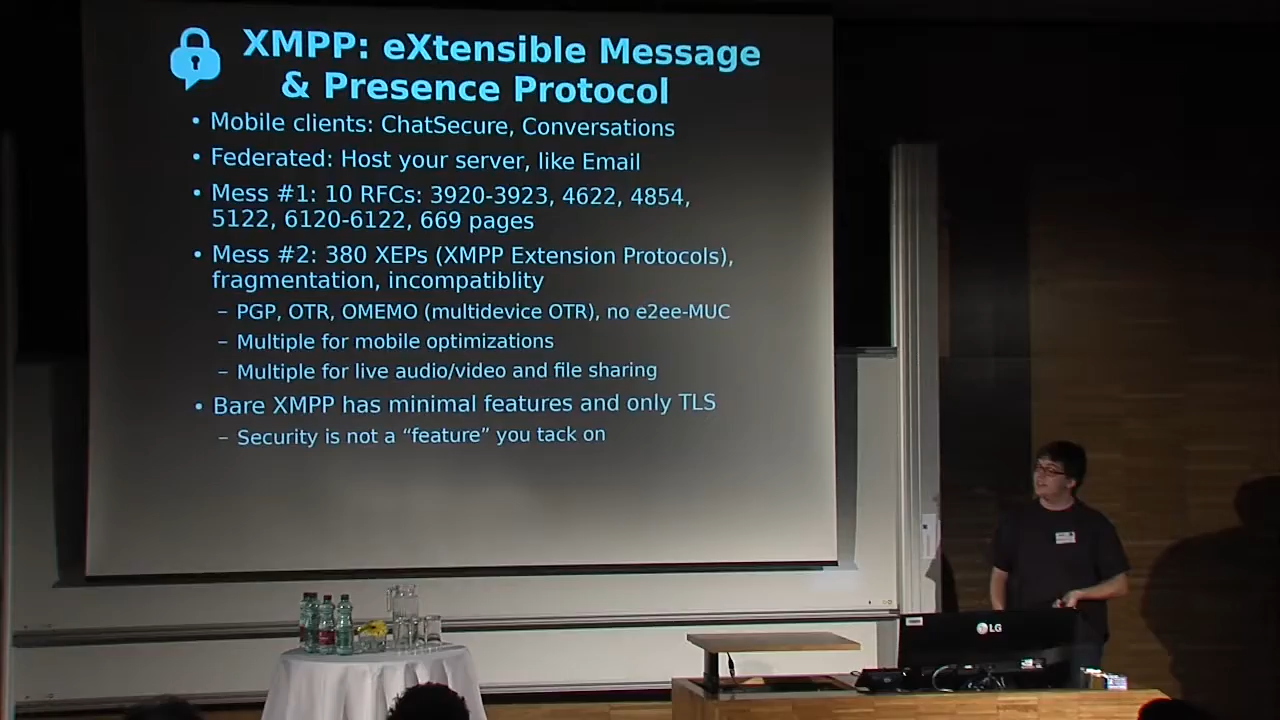 XMPP: eXtensible Message
& Presence Protocol
• Mobile clients: ChatSecure, Conversations
• Federated: Host your server, like Email
• Mess #1: 10 RFCs: 3920-3923, 4622, 4854,
5122, 6120-6122, 669 pages
• Mess #2: 380 XEPs (XMPP Extension Protocols),
fragmentation, incompatiblity
– PGP, OTR, OMEMO (multidevice OTR), no e2ee-MUC
– Multiple for mobile optimizations
– Multiple for live audio/video and file sharing
• Bare XMPP has minimal features and only TLS
– Security is not a “feature” you tack on
LG